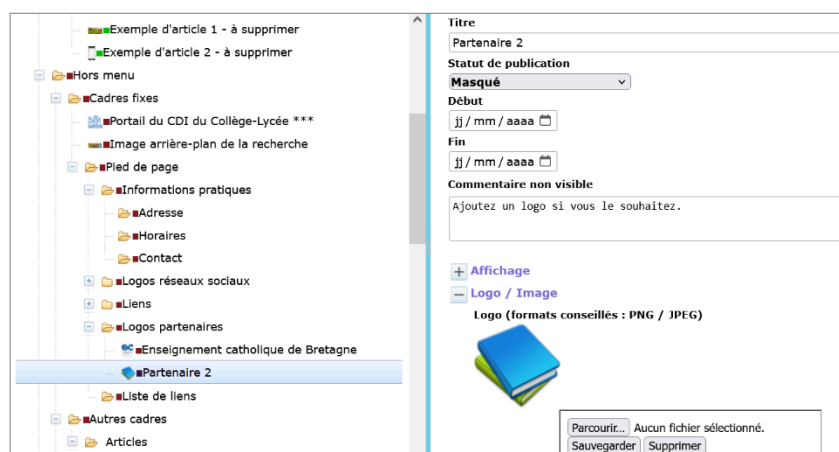 Exemple d'article 1 - à supprimer
Exemple d'article 2 - à supprimer
Hors menu
Cadres fixes
Portail du CDI du Collège-Lycée ***
Image arrière-plan de la recherche
Pied de page
Informations pratiques
Adresse
Horaires
Contact
Logos réseaux sociaux
Liens
Logos partenaires
Enseignement catholique de Bretagne
Partenaire 2
Liste de liens
Autres cadres
Articles
Titre
Partenaire 2
Statut de publication
Masqué
Début
jj / mm / aaaa
Fin
jj / mm / aaaa
Commentaire non visible
Ajoutez un logo si vous le souhaitez.
Affichage
Logo / Image
Logo (formats conseillés : PNG / JPEG)
Parcourir... Aucun fichier sélectionné.
Sauvegarder Supprimer